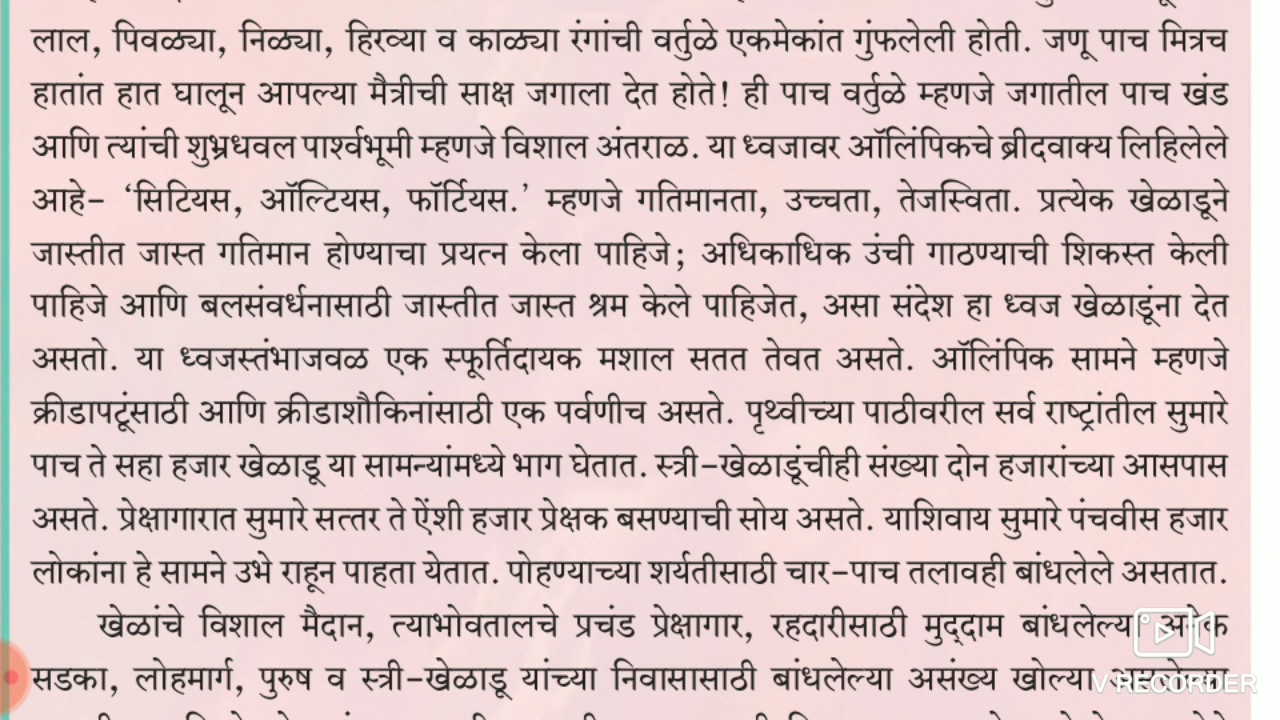 लाल, पिवळ्या, निळ्या, हिरव्या व काळ्या रंगांची वर्तुळे एकमेकांत गुंफलेली होती. जणू पाच मित्रच
हातांत हात घालून आपल्या मैत्रीची साक्ष जगाला देत होते! ही पाच वर्तुळे म्हणजे जगातील पाच खंड
आणि त्यांची शुभ्रधवल पार्श्वभूमी म्हणजे विशाल अंतराळ. या ध्वजावर ऑलिंपिकचे ब्रीदवाक्य लिहिलेले
आहे- ‘सिटियस, ऑल्टियस, फॉर्टियस.’ म्हणजे गतिमानता, उच्चता, तेजस्विता. प्रत्येक खेळाडूने
जास्तीत जास्त गतिमान होण्याचा प्रयत्न केला पाहिजे; अधिकाधिक उंची गाठण्याची शिकस्त केली
पाहिजे आणि बलसंवर्धनासाठी जास्तीत जास्त श्रम केले पाहिजेत, असा संदेश हा ध्वज खेळाडूंना देत
असतो. या ध्वजस्तंभाजवळ एक स्फूर्तिदायक मशाल सतत तेवत असते. ऑलिंपिक सामने म्हणजे
क्रीडापटूंसाठी आणि क्रीडाशौकिनांसाठी एक पर्वणीच असते. पृथ्वीच्या पाठीवरील सर्व राष्ट्रांतील सुमारे
पाच ते सहा हजार खेळाडू या सामन्यांमध्ये भाग घेतात. स्त्री-खेळाडूंचीही संख्या दोन हजारांच्या आसपास
असते. प्रेक्षागारात सुमारे सत्तर ते ऐंशी हजार प्रेक्षक बसण्याची सोय असते. याशिवाय सुमारे पंचवीस हजार
लोकांना हे सामने उभे राहून पाहता येतात. पोहण्याच्या शर्यतीसाठी चार-पाच तलावही बांधलेले असतात.
खेळांचे विशाल मैदान, त्याभोवतालचे प्रचंड प्रेक्षागार, रहदारीसाठी मुद्दाम बांधलेल्या
सडका, लोहमार्ग, पुरुष व स्त्री-खेळाडू यांच्या निवासासाठी बांधलेल्या असंख्य खोल्या
V RECORDER